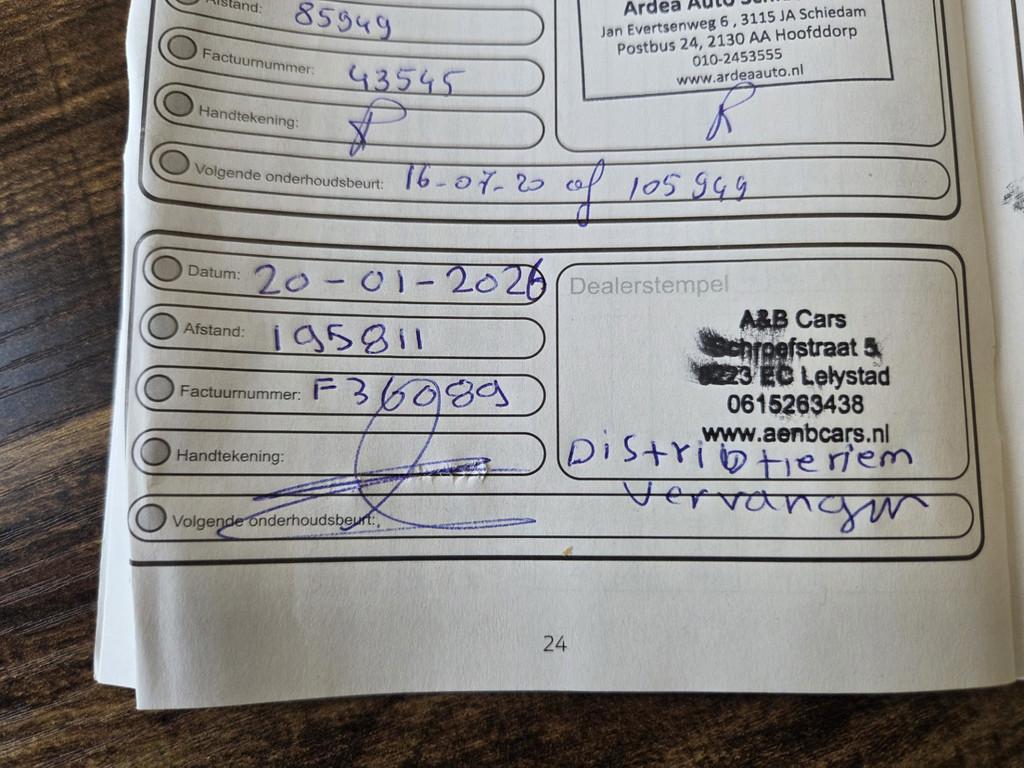 Afstand: 85949
Factuurnummer: 43545
Handtekening:
Volgende onderhoudsbeurt: 16-07-20 of 105949
Ardea Auto
Jan Evertsenweg 6, 3115 JA Schiedam
Postbus 24, 2130 AA Hoofddorp
010-2453555
www.ardeaauto.nl
Datum: 20-01-2026
Afstand: 195811
Factuurnummer: F36089
Handtekening:
Volgende onderhoudsbeurt:
Dealerstempel
A&B Cars
Schroefstraat 5
EC Lelystad
0615263438
www.aenbcars.nl
Distribtieriem
vervangen
24